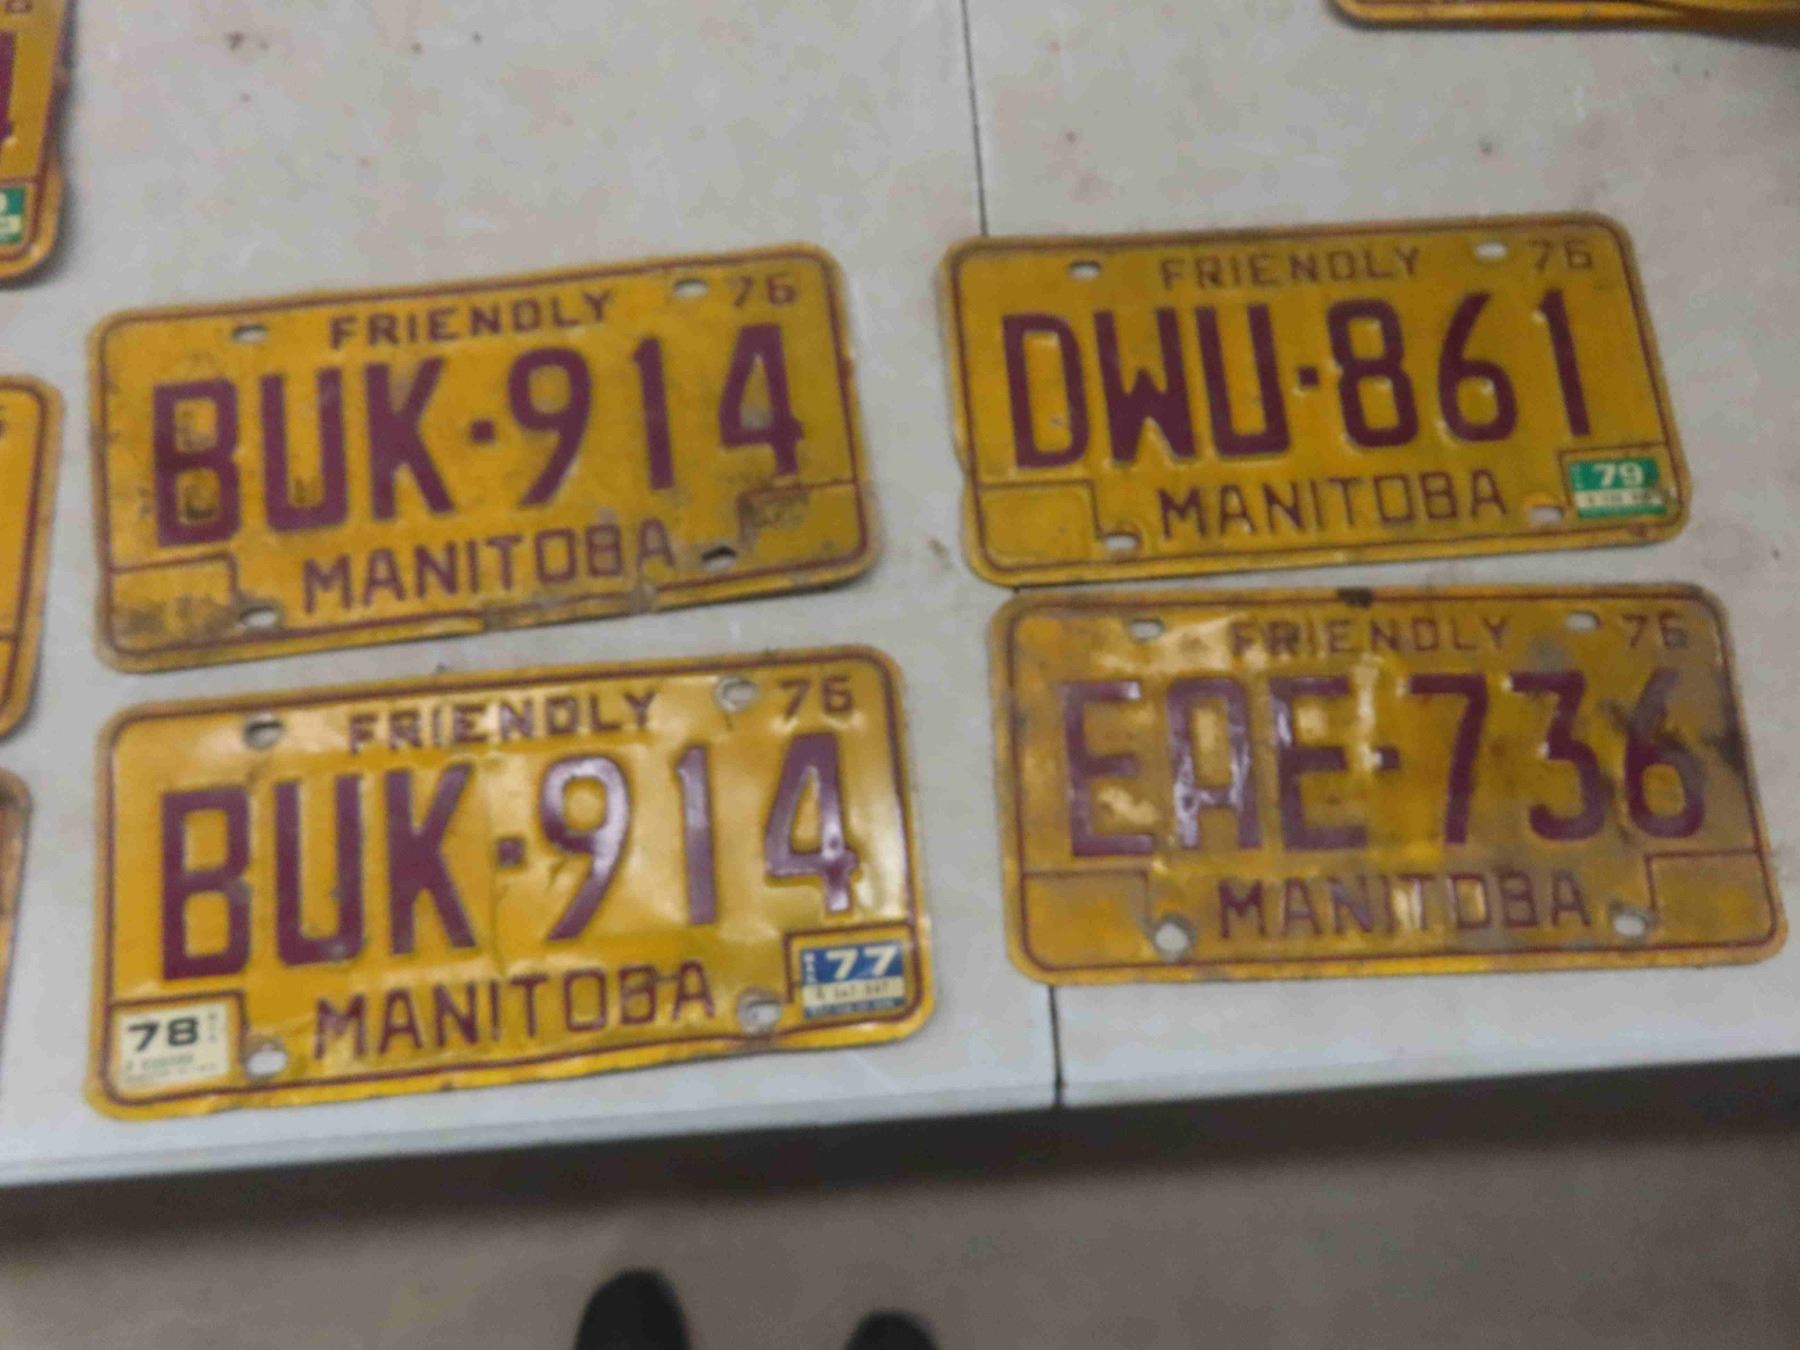 FRIENDLY 76
BUK·914
MANITOBA
FRIENDLY 76
DWU·861
MANITOBA
79
FRIENDLY 76
BUK·914
MANITOBA
78
77
FRIENDLY 76
EAE·736
MANITOBA